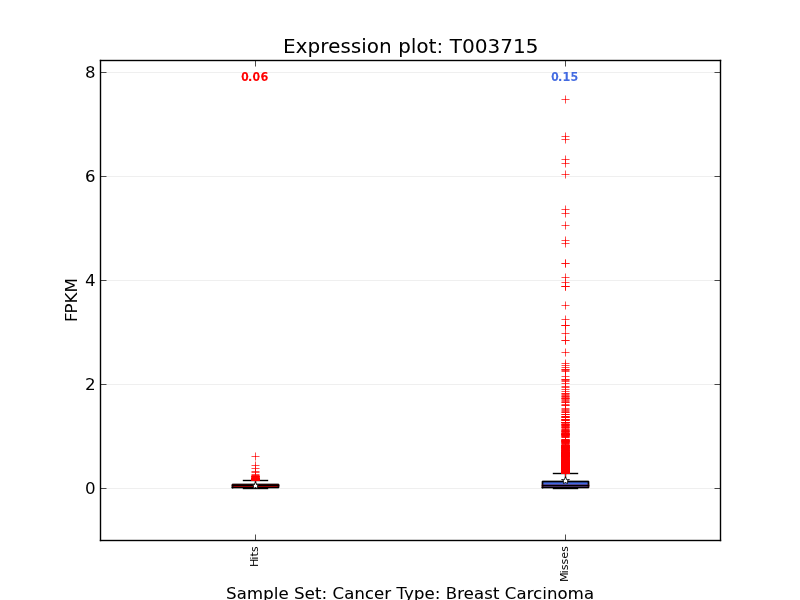 Expression plot: T003715
0.06
0.15
8
6
4
2
0
FPKM
Hits
Misses
Sample Set: Cancer Type: Breast Carcinoma